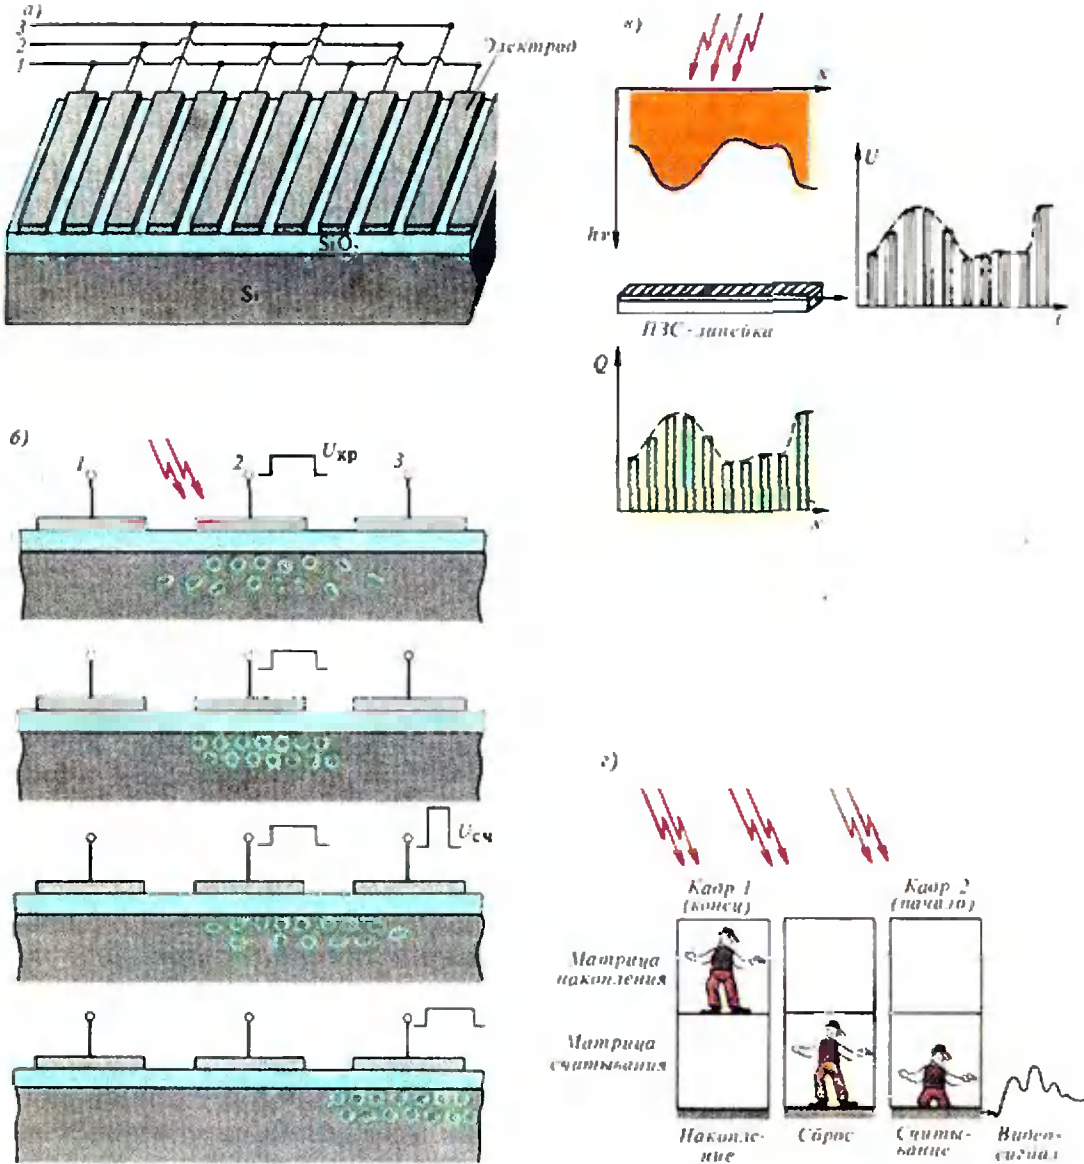 а)
3
2
1
Электрод
SiO₂
Si
б)
1
2
Uкр
3
Uсч
в)
X
hν
ПЗС-линейка
U
t
Q
N
г)
Кадр 1
(конец)
Кадр 2
(начало)
Матрица
накопления
Матрица
считывания
Накопле-
ние
Сброс
Считы-
вание
Видео-
сигнал